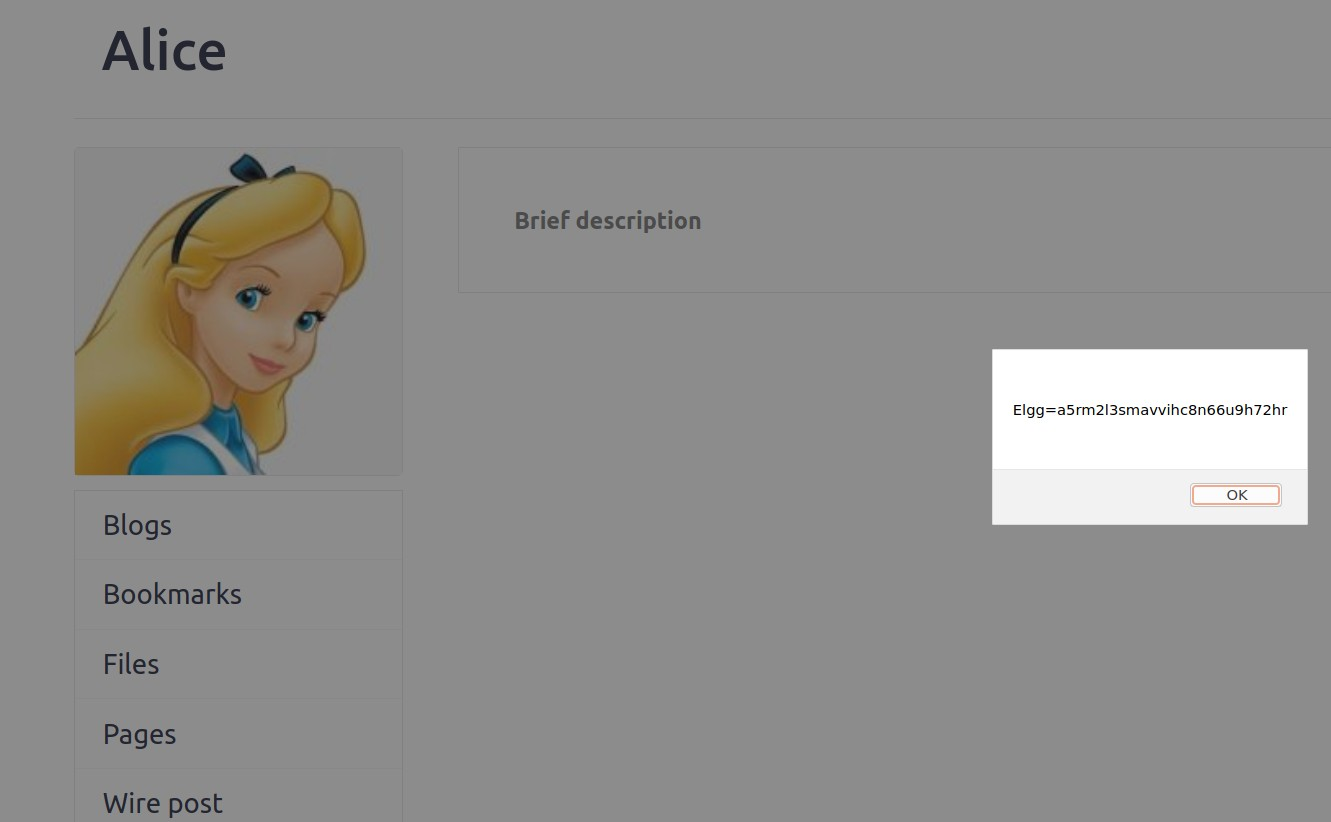 Alice
Brief description
Elgg=a5rm2l3smavvihc8n66u9h72hr
OK
Blogs
Bookmarks
Files
Pages
Wire post